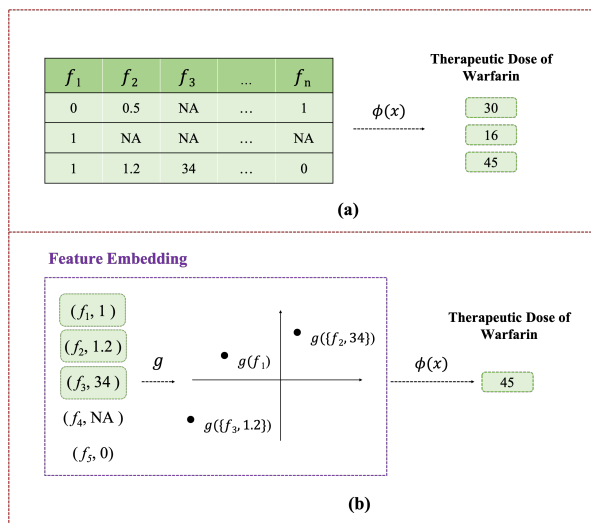 Therapeutic Dose of
Warfarin
f1 f2 f3 ... fn
0 0.5 NA ... 1
1 NA NA ... NA
1 1.2 34 ... 0
ϕ(x)
30
16
45
(a)
Feature Embedding
(f1, 1 )
(f2, 1.2 )
(f3, 34 )
(f4, NA )
(f5, 0)
g
g({f2, 34})
g(f1)
g({f3, 1.2})
ϕ(x)
Therapeutic Dose of
Warfarin
45
(b)